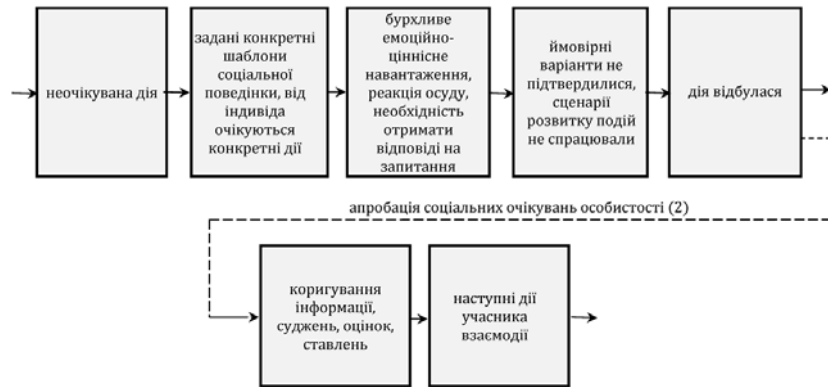 неочікувана дія
задані конкретні
шаблони
соціальної
поведінки, від
індивіда
очікуються
конкретні дії
бурхливе
емоційно-
ціннісне
навантаження,
реакція осуду,
необхідність
отримати
відповіді на
запитання
ймовірні
варіанти не
підтвердилися,
сценарії
розвитку подій
не спрацювали
дія відбулася
апробація соціальних очікувань особистості (2)
коригування
інформації,
суджень, оцінок,
ставлень
наступні дії
учасника
взаємодії